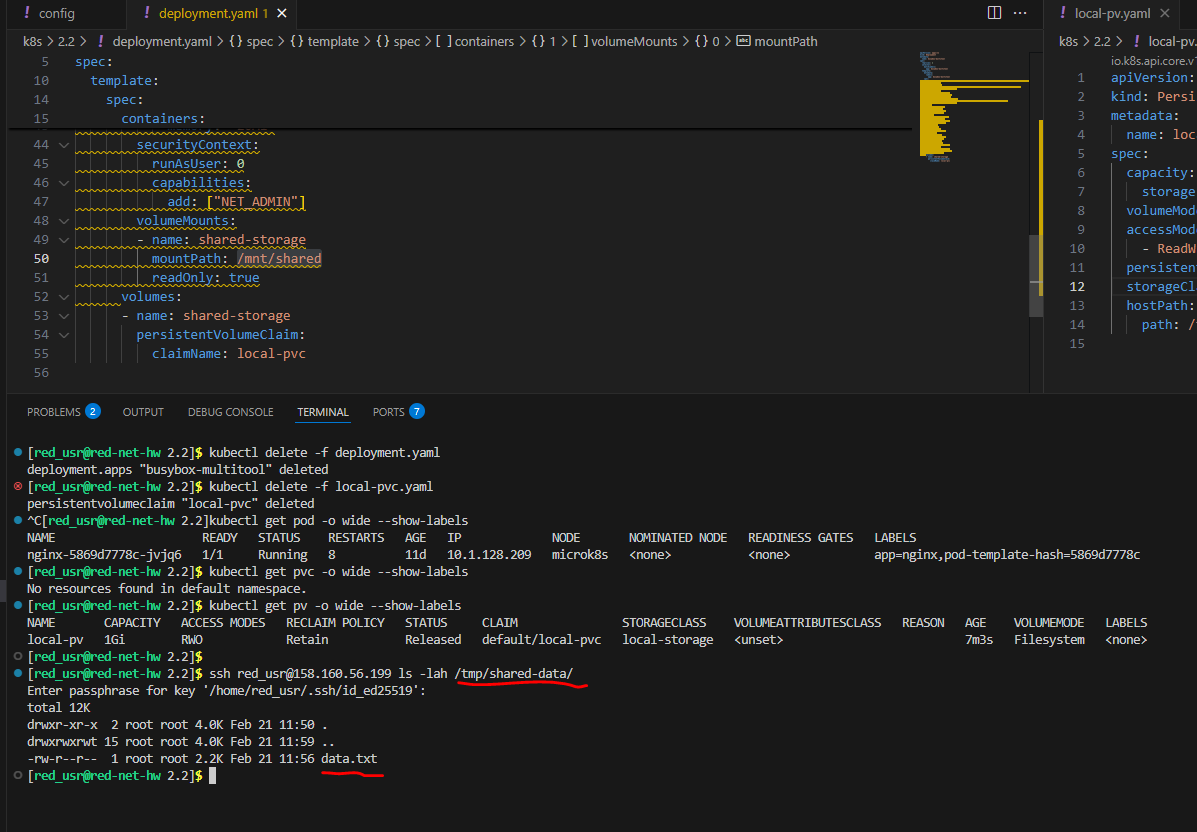 config
deployment.yaml 1
local-pv.yaml
k8s > 2.2 > deployment.yaml > {} spec > {} template > {} spec > [ ] containers > {} 1 > [ ] volumeMounts > {} 0 > mountPath
k8s > 2.2 > local-pv.
5 spec:
10 template:
14 spec:
15 containers:
44 securityContext:
45 runAsUser: 0
46 capabilities:
47 add: ["NET_ADMIN"]
48 volumeMounts:
49 - name: shared-storage
50 mountPath: /mnt/shared
51 readOnly: true
52 volumes:
53 - name: shared-storage
54 persistentVolumeClaim:
55 claimName: local-pvc
56
io.k8s.api.core.v
1 apiVersion:
2 kind: Persi
3 metadata:
4 name: loc
5 spec:
6 capacity:
7 storage
8 volumeMod
9 accessMod
10 - ReadW
11 persisten
12 storageCl
13 hostPath:
14 path: /
15
PROBLEMS 2 OUTPUT DEBUG CONSOLE TERMINAL PORTS 7
[red_usr@red-net-hw 2.2]$ kubectl delete -f deployment.yaml
deployment.apps "busybox-multitool" deleted
[red_usr@red-net-hw 2.2]$ kubectl delete -f local-pvc.yaml
persistentvolumeclaim "local-pvc" deleted
^C[red_usr@red-net-hw 2.2]kubectl get pod -o wide --show-labels
NAME READY STATUS RESTARTS AGE IP NODE NOMINATED NODE READINESS GATES LABELS
nginx-5869d7778c-jvjq6 1/1 Running 8 11d 10.1.128.209 microk8s <none> <none> app=nginx,pod-template-hash=5869d7778c
[red_usr@red-net-hw 2.2]$ kubectl get pvc -o wide --show-labels
No resources found in default namespace.
[red_usr@red-net-hw 2.2]$ kubectl get pv -o wide --show-labels
NAME CAPACITY ACCESS MODES RECLAIM POLICY STATUS CLAIM STORAGECLASS VOLUMEATTRIBUTESCLASS REASON AGE VOLUMEMODE LABELS
local-pv 1Gi RWO Retain Released default/local-pvc local-storage <unset> 7m3s Filesystem <none>
[red_usr@red-net-hw 2.2]$
[red_usr@red-net-hw 2.2]$ ssh red_usr@158.160.56.199 ls -lah /tmp/shared-data/
Enter passphrase for key '/home/red_usr/.ssh/id_ed25519':
total 12K
drwxr-xr-x 2 root root 4.0K Feb 21 11:50 .
drwxrwxrwt 15 root root 4.0K Feb 21 11:59 ..
-rw-r--r-- 1 root root 2.2K Feb 21 11:56 data.txt
[red_usr@red-net-hw 2.2]$